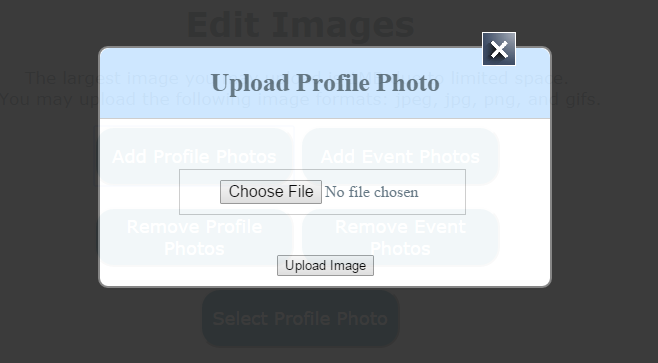 Edit Images
The largest image you limited space.
You may upload the following image formats: jpeg, jpg, png, and gifs.
Upload Profile Photo
Add Profile Photos
Add Event Photos
Choose File No file chosen
Remove Profile
Photos
Remove Event
Photos
Upload Image
Select Profile Photo